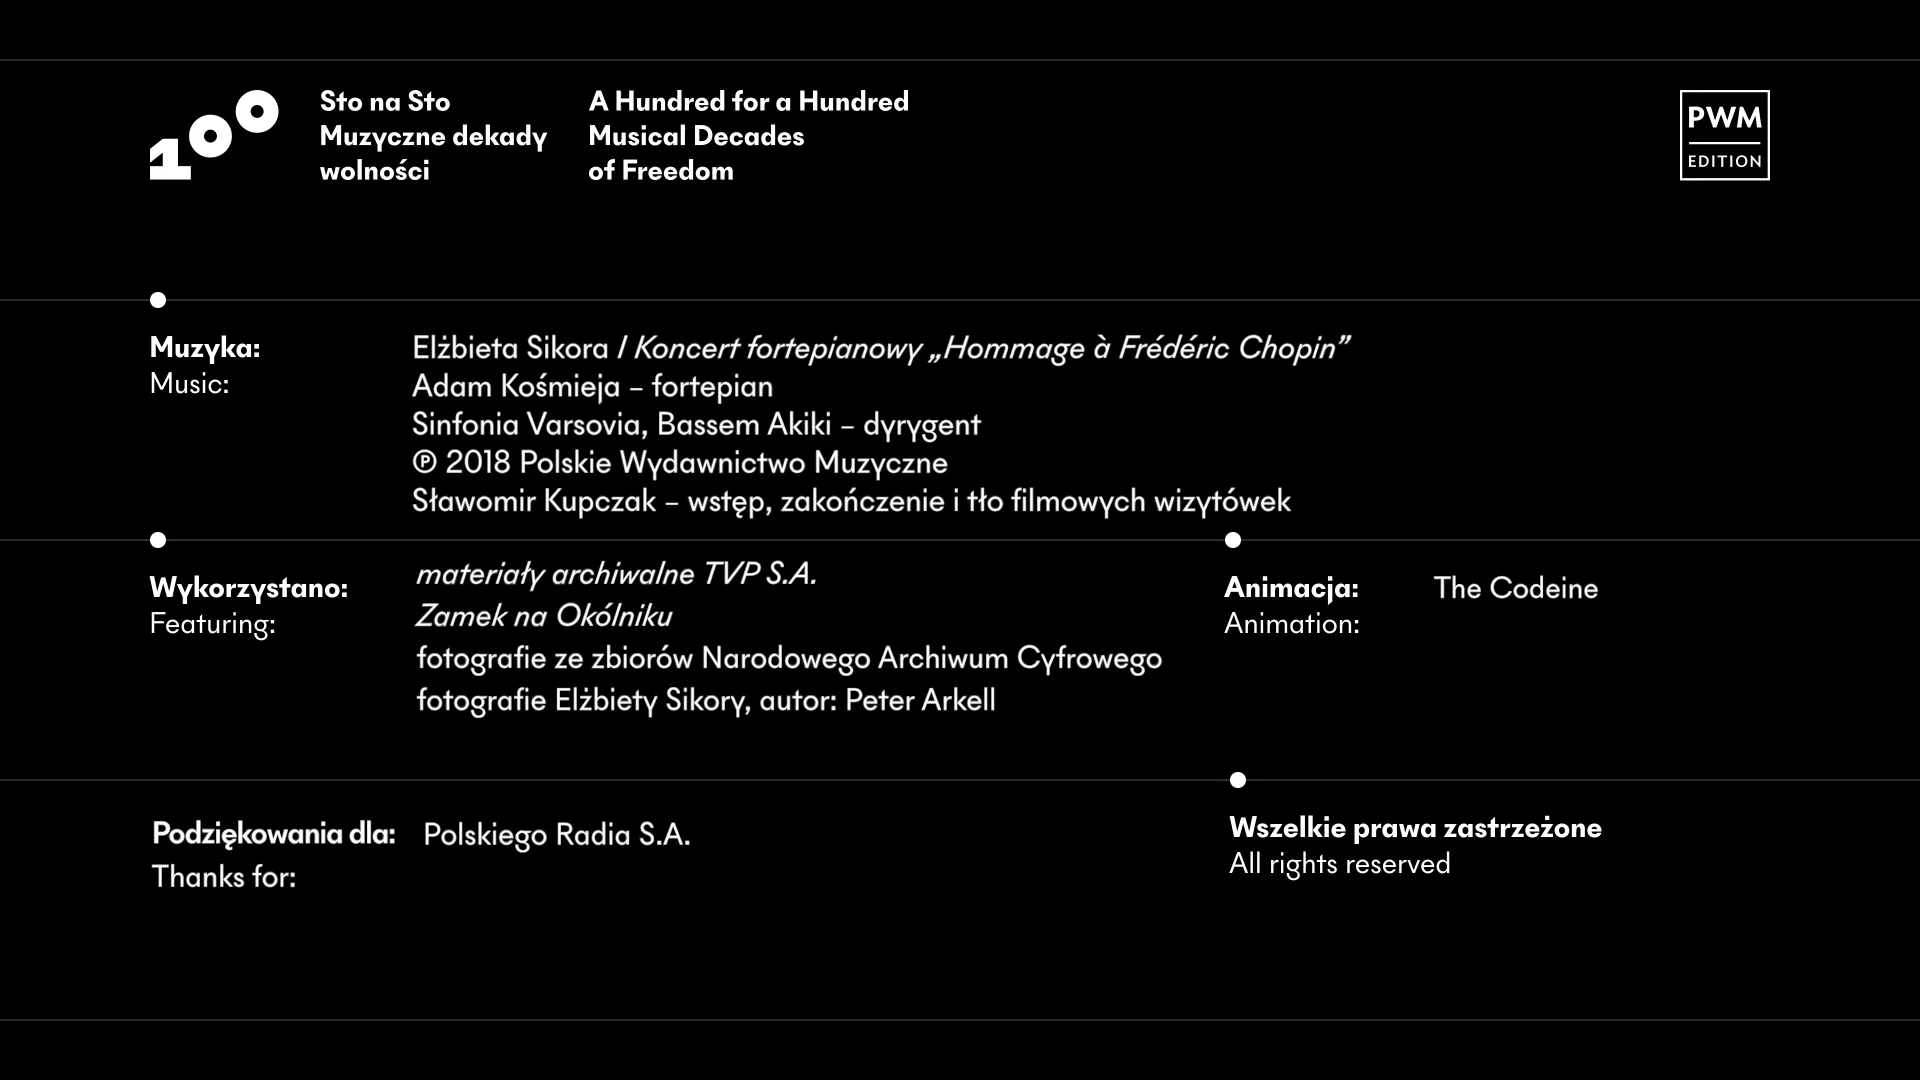 100
Sto na Sto
Muzyczne dekady
wolności
A Hundred for a Hundred
Musical Decades
of Freedom
PWM
EDITION
Muzyka:
Music:
Elżbieta Sikora / Koncert fortepianowy „Hommage à Frédéric Chopin”
Adam Kośmieja – fortepian
Sinfonia Varsovia, Bassem Akiki – dyrygent
℗ 2018 Polskie Wydawnictwo Muzyczne
Sławomir Kupczak – wstęp, zakończenie i tło filmowych wizytówek
Wykorzystano:
Featuring:
materiały archiwalne TVP S.A.
Zamek na Okólniku
fotografie ze zbiorów Narodowego Archiwum Cyfrowego
fotografie Elżbiety Sikory, autor: Peter Arkell
Animacja:
Animation:
The Codeine
Podziękowania dla:
Thanks for:
Polskiego Radia S.A.
Wszelkie prawa zastrzeżone
All rights reserved